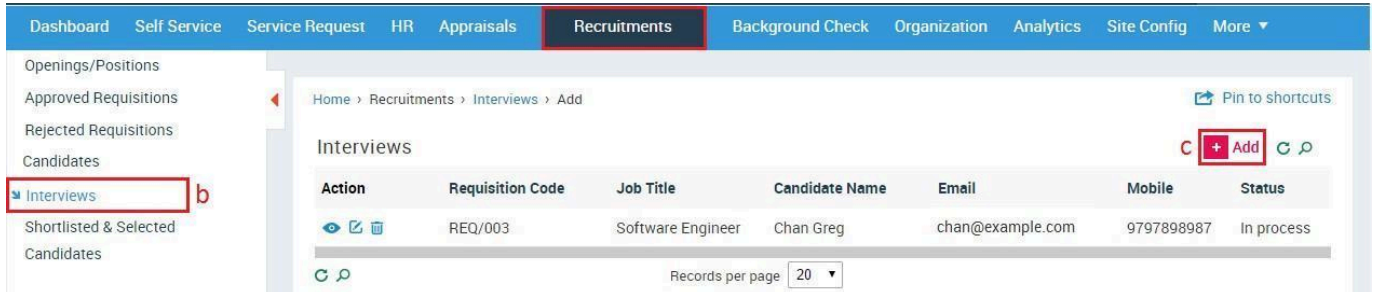 Dashboard Self Service Service Request HR Appraisals Recruitments Background Check Organization Analytics Site Config More ▼
Openings/Positions
Approved Requisitions
Rejected Requisitions
Candidates
Interviews b
Shortlisted & Selected
Candidates
Home › Recruitments › Interviews › Add
Pin to shortcuts
Interviews
c + Add
Action Requisition Code Job Title Candidate Name Email Mobile Status
REQ/003 Software Engineer Chan Greg chan@example.com 9797898987 In process
Records per page 20 ▼